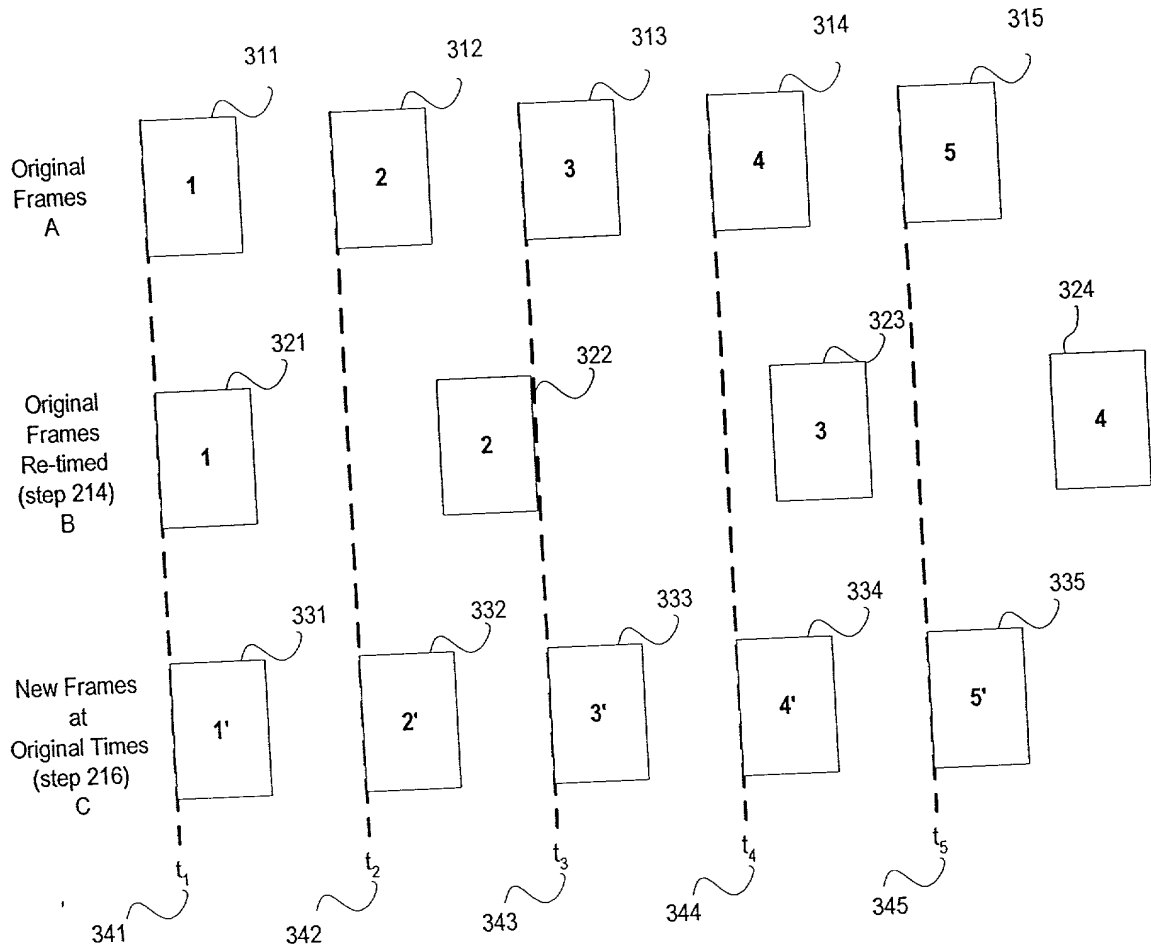 311
312
313
314
315
Original
Frames
A
1
2
3
4
5
321
322
323
324
Original
Frames
Re-timed
(step 214)
B
1
2
3
4
331
332
333
334
335
New Frames
at
Original Times
(step 216)
C
1'
2'
3'
4'
5'
t1
t2
t3
t4
t5
341
342
343
344
345